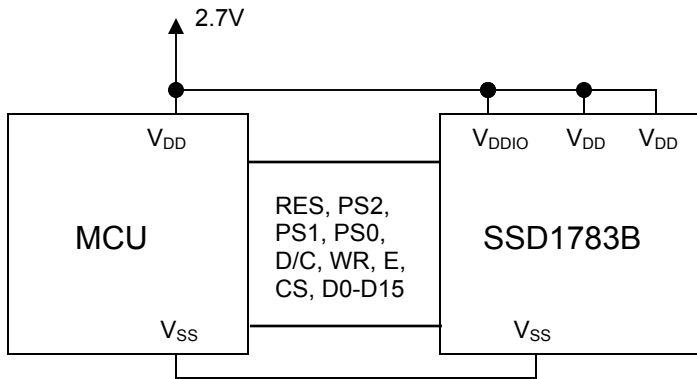 2.7V
VDD
VDDIO
VDD
VDD
MCU
RES, PS2,
PS1, PS0,
D/C, WR, E,
CS, D0-D15
SSD1783B
VSS
VSS